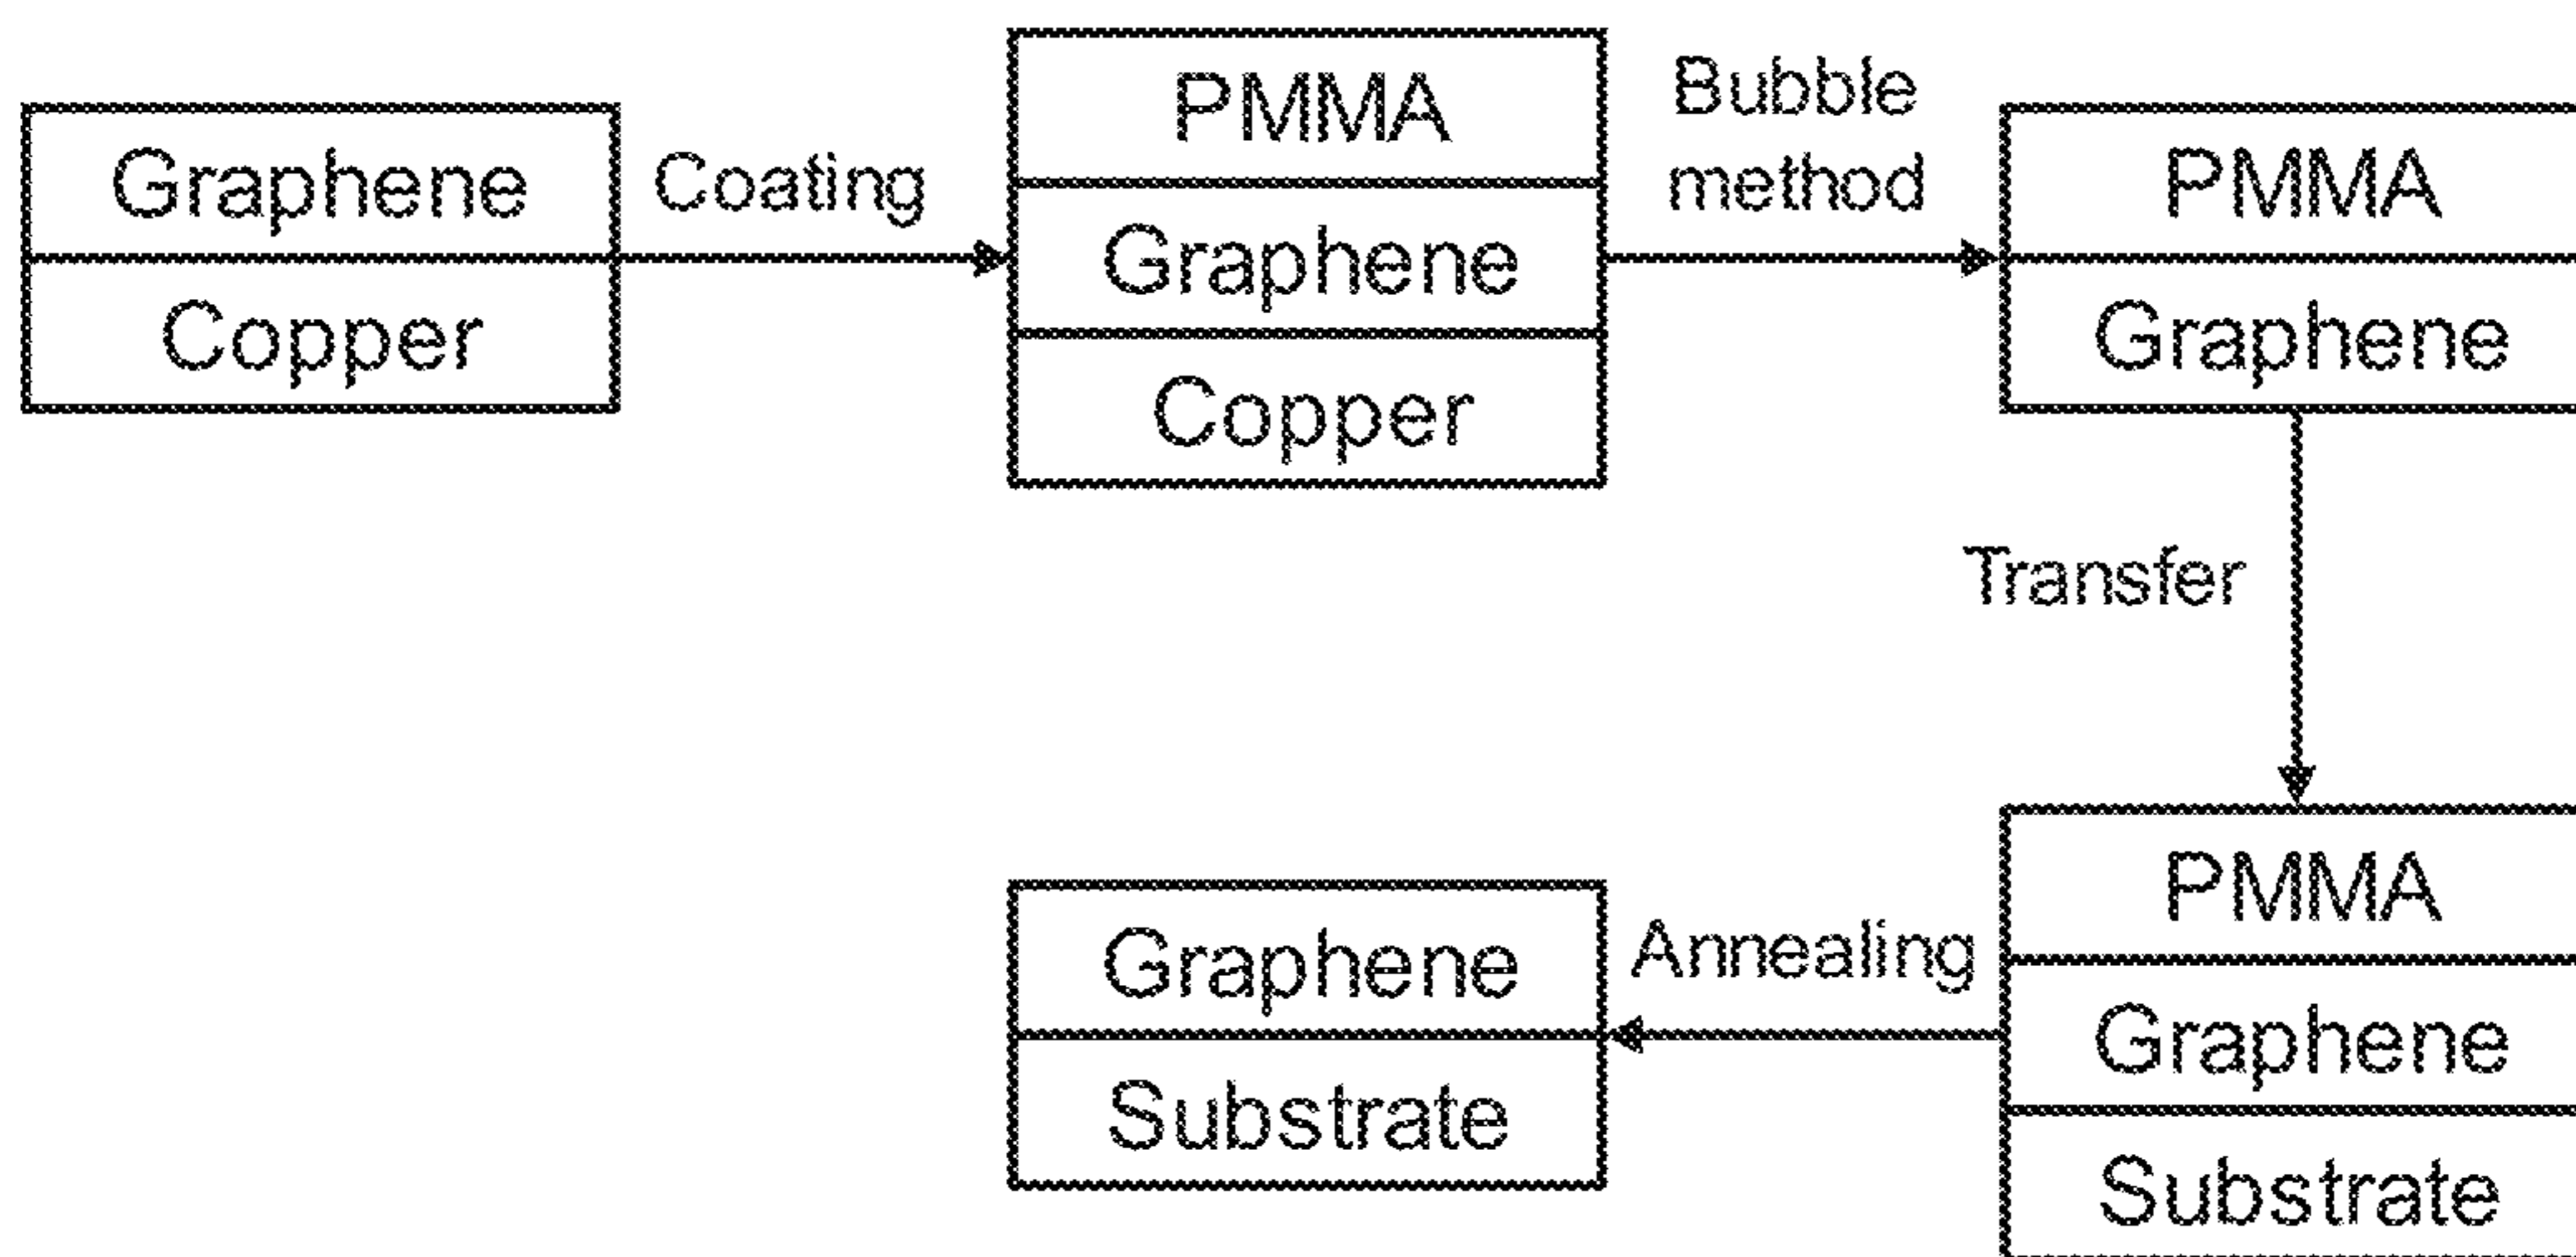 Graphene
Copper
Coating
PMMA
Graphene
Copper
Bubble
method
PMMA
Graphene
Transfer
PMMA
Graphene
Substrate
Annealing
Graphene
Substrate